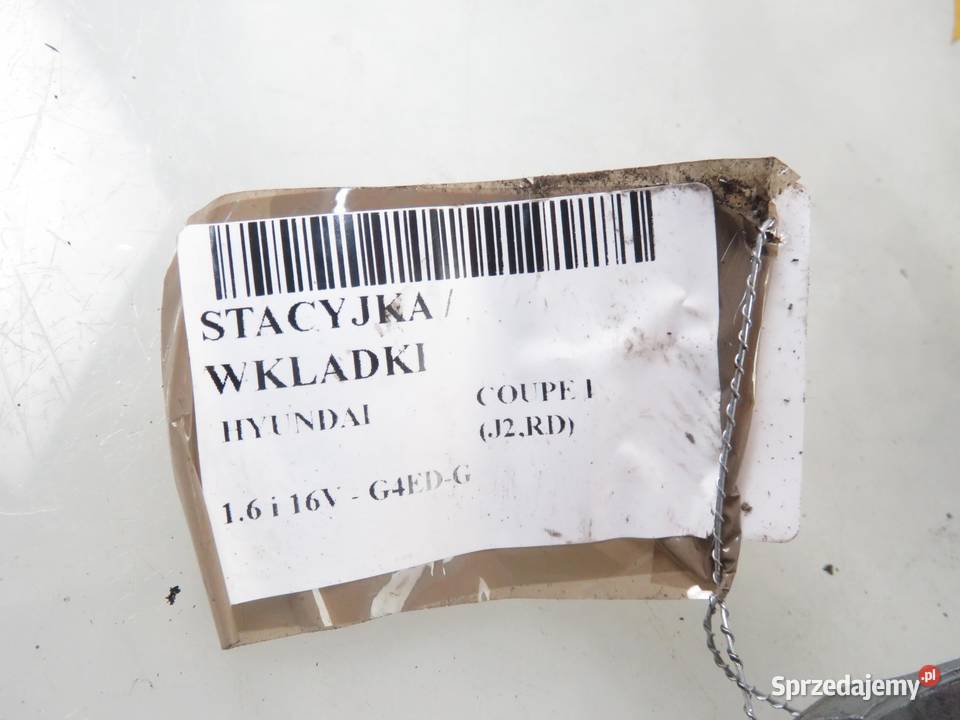 STACYJKA /
WKLADKI
HYUNDAI COUPE I
(J2,RD)
1.6 i 16V - G4ED-G
Sprzedajemy.pl